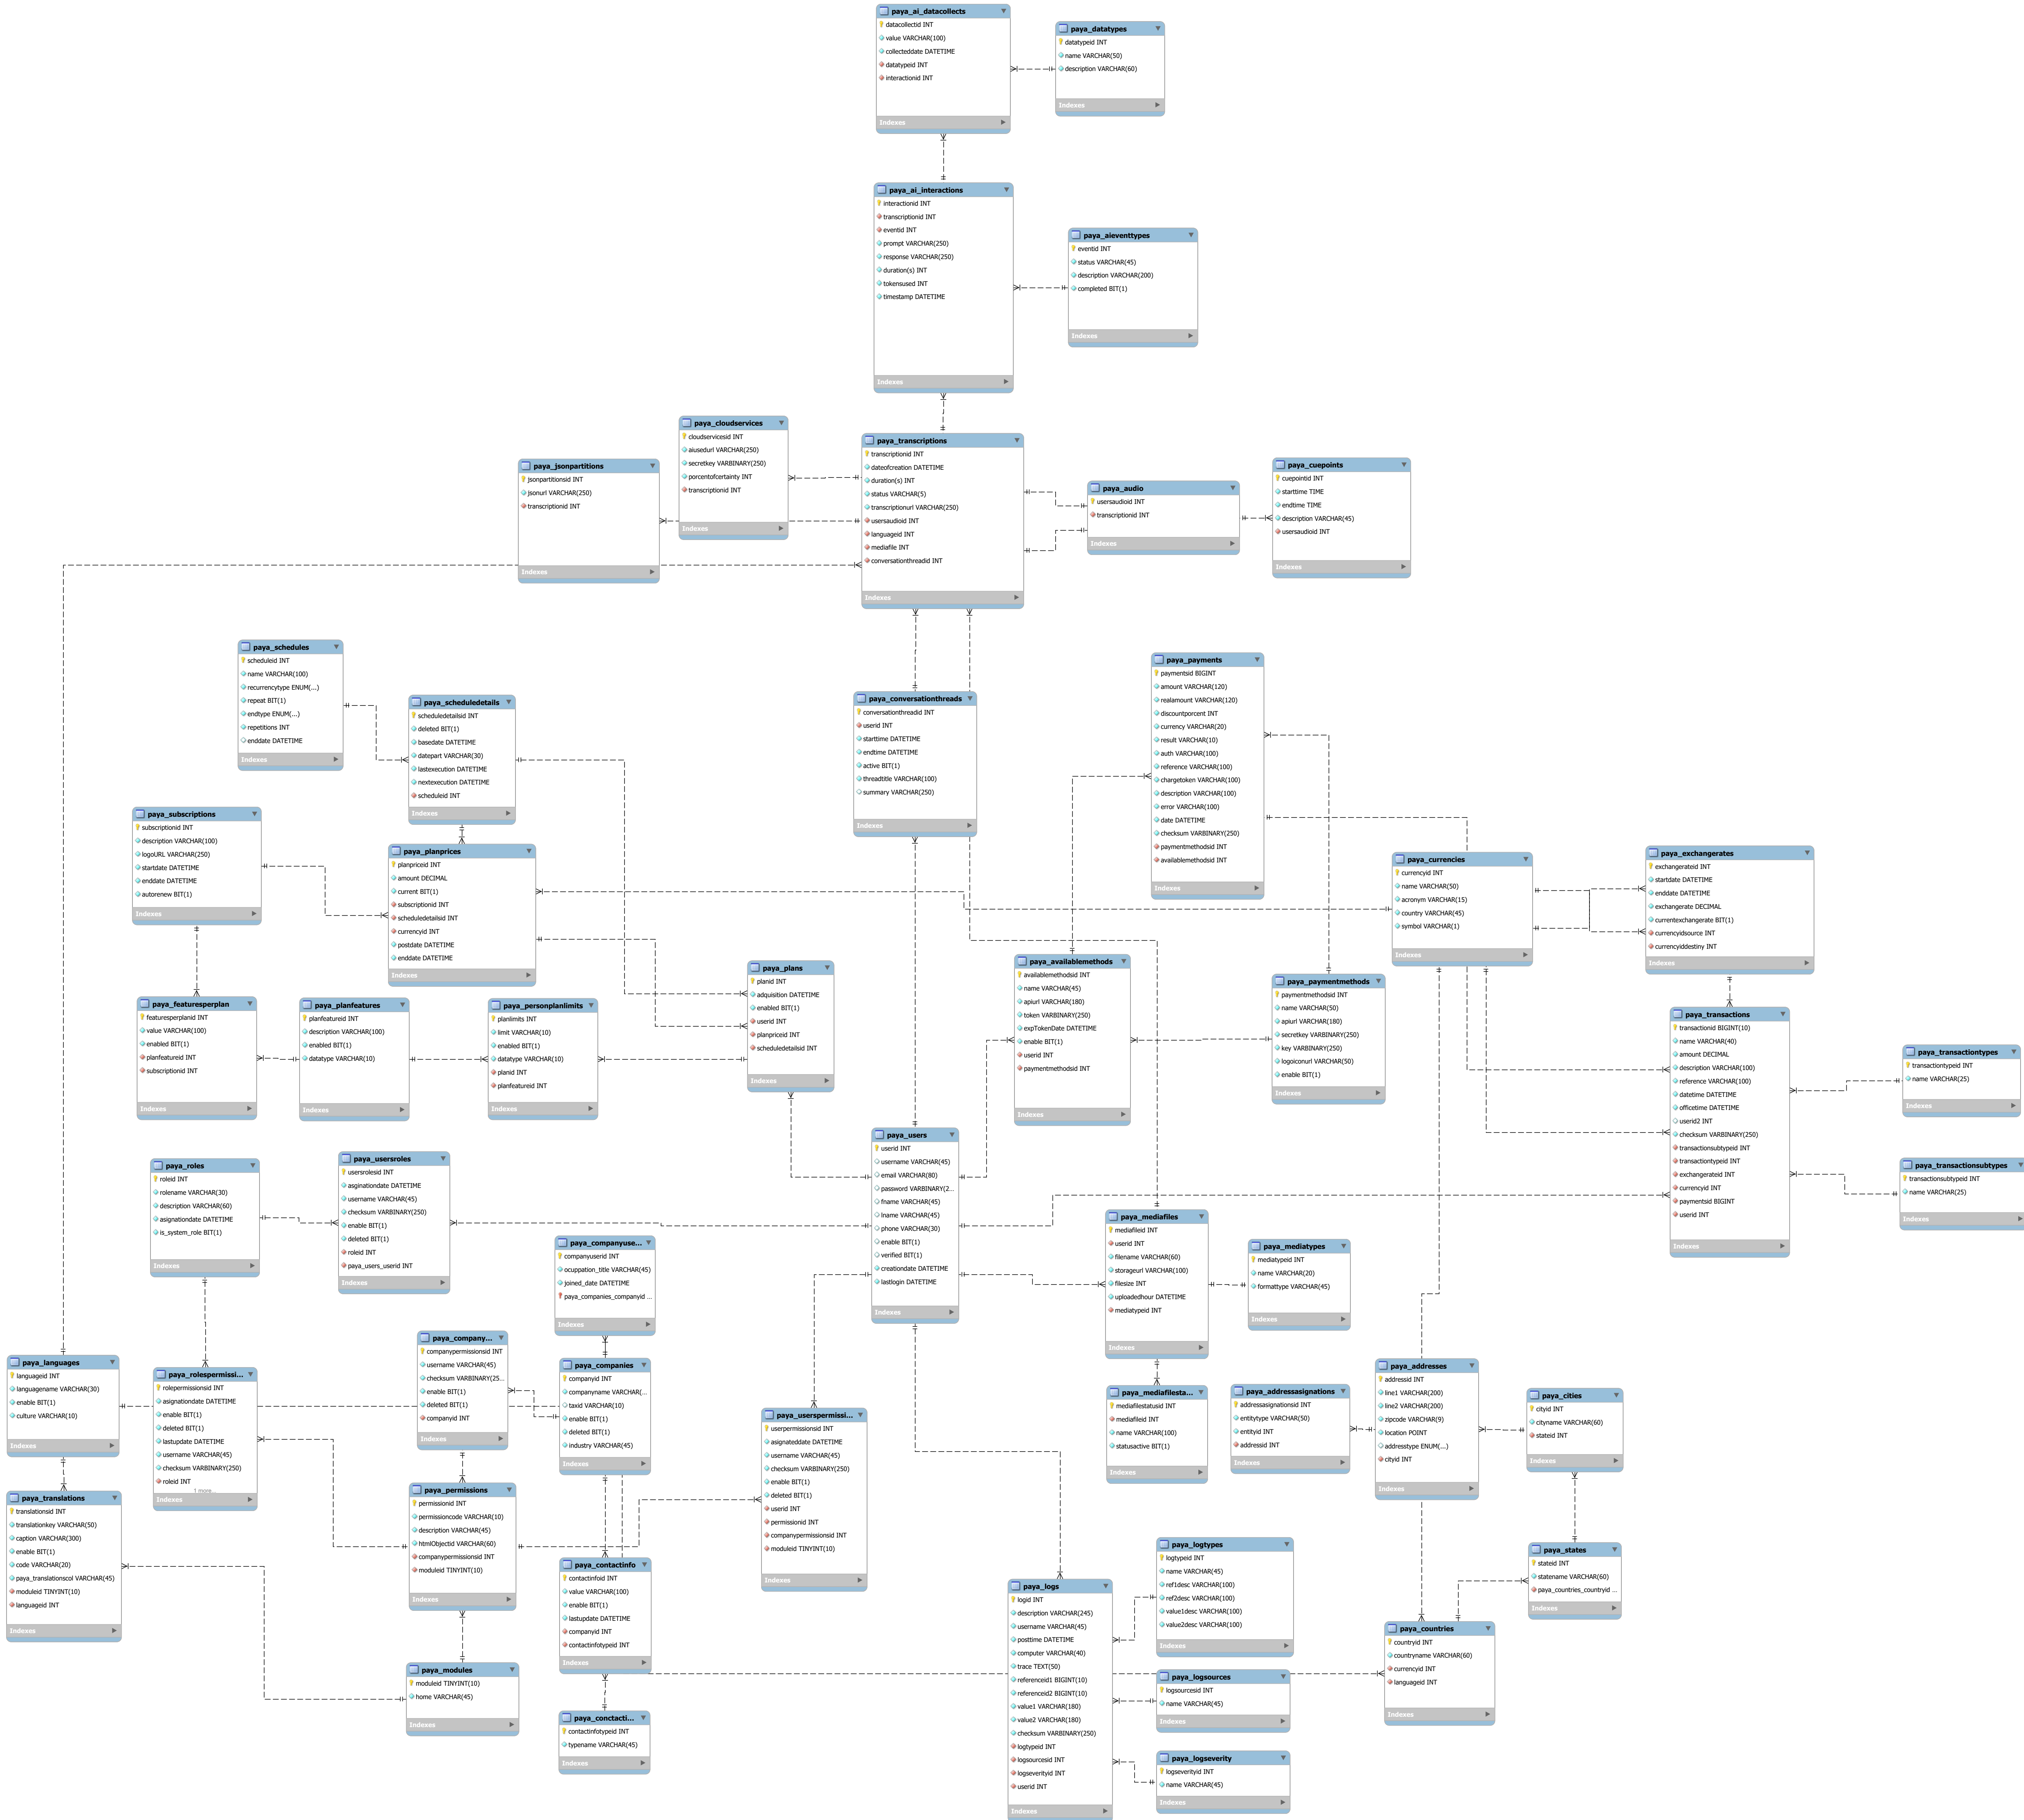 paya_ai_datacollects
datacollectid INT
value VARCHAR(100)
collecteddate DATETIME
datatypeid INT
interactionid INT
Indexes
paya_datatypes
datatypeid INT
name VARCHAR(50)
description VARCHAR(60)
Indexes
paya_ai_interactions
interactionid INT
transcriptionid INT
eventid INT
prompt VARCHAR(250)
response VARCHAR(250)
duration(s) INT
tokensused INT
timestamp DATETIME
Indexes
paya_aieventtypes
eventid INT
status VARCHAR(45)
description VARCHAR(200)
completed BIT(1)
Indexes
paya_jsonpartitions
jsonpartitionsid INT
jsonurl VARCHAR(250)
transcriptionid INT
Indexes
paya_cloudservices
cloudservicesid INT
aiusedurl VARCHAR(250)
secretkey VARBINARY(250)
porcentofcertainty INT
transcriptionid INT
Indexes
paya_transcriptions
transcriptionid INT
dateofcreation DATETIME
duration(s) INT
status VARCHAR(5)
transcriptionurl VARCHAR(250)
usersaudioid INT
languageid INT
mediafile INT
conversationthreadid INT
Indexes
paya_audio
usersaudioid INT
transcriptionid INT
Indexes
paya_cuepoints
cuepointid INT
starttime TIME
endtime TIME
description VARCHAR(45)
usersaudioid INT
Indexes
paya_schedules
scheduleid INT
name VARCHAR(100)
recurrencytype ENUM(...)
repeat BIT(1)
endtype ENUM(...)
repetitions INT
enddate DATETIME
Indexes
paya_scheduledetails
scheduledetailsid INT
deleted BIT(1)
basedate DATETIME
datepart VARCHAR(30)
lastexecution DATETIME
nextexecution DATETIME
scheduleid INT
Indexes
paya_conversationthreads
conversationthreadid INT
userid INT
starttime DATETIME
endtime DATETIME
active BIT(1)
threadtitle VARCHAR(100)
summary VARCHAR(250)
Indexes
paya_payments
paymentsid BIGINT
amount VARCHAR(120)
realamount VARCHAR(120)
discountporcent INT
currency VARCHAR(20)
result VARCHAR(10)
auth VARCHAR(100)
reference VARCHAR(100)
chargetoken VARCHAR(100)
description VARCHAR(100)
error VARCHAR(100)
date DATETIME
checksum VARBINARY(250)
paymentmethodsid INT
availablemethodsid INT
Indexes
paya_subscriptions
subscriptionid INT
description VARCHAR(100)
logoURL VARCHAR(250)
startdate DATETIME
enddate DATETIME
autorenew BIT(1)
Indexes
paya_planprices
planpriceid INT
amount DECIMAL
current BIT(1)
subscriptionid INT
scheduledetailsid INT
currencyid INT
postdate DATETIME
enddate DATETIME
Indexes
paya_currencies
currencyid INT
name VARCHAR(50)
acronym VARCHAR(15)
country VARCHAR(45)
symbol VARCHAR(1)
Indexes
paya_exchangerates
exchangerateid INT
startdate DATETIME
enddate DATETIME
exchangerate DECIMAL
currentexchangerate BIT(1)
currencyidsource INT
currencyiddestiny INT
Indexes
paya_featuresperplan
featuresperplanid INT
value VARCHAR(100)
enabled BIT(1)
planfeatureid INT
subscriptionid INT
Indexes
paya_planfeatures
planfeatureid INT
description VARCHAR(100)
enabled BIT(1)
datatype VARCHAR(10)
Indexes
paya_personplanlimits
planlimits INT
limit VARCHAR(10)
enabled BIT(1)
datatype VARCHAR(10)
planid INT
planfeatureid INT
Indexes
paya_plans
planid INT
adquisition DATETIME
enabled BIT(1)
userid INT
planpriceid INT
scheduledetailsid INT
Indexes
paya_availablemethods
availablemethodsid INT
name VARCHAR(45)
apiurl VARCHAR(180)
token VARBINARY(250)
expTokenDate DATETIME
enable BIT(1)
userid INT
paymentmethodsid INT
Indexes
paya_paymentmethods
paymentmethodsid INT
name VARCHAR(50)
apiurl VARCHAR(180)
secretkey VARBINARY(250)
key VARBINARY(250)
logoiconurl VARCHAR(50)
enable BIT(1)
Indexes
paya_transactions
transactionid BIGINT(10)
name VARCHAR(40)
amount DECIMAL
description VARCHAR(100)
reference VARCHAR(100)
datetime DATETIME
officetime DATETIME
userid2 INT
checksum VARBINARY(250)
transactionsubtypeid INT
transactiontypeid INT
exchangerateid INT
currencyid INT
paymentsid BIGINT
userid INT
Indexes
paya_transactiontypes
transactiontypeid INT
name VARCHAR(25)
Indexes
paya_transactionsubtypes
transactionsubtypeid INT
name VARCHAR(25)
Indexes
paya_roles
roleid INT
rolename VARCHAR(30)
description VARCHAR(60)
asignationdate DATETIME
is_system_role BIT(1)
Indexes
paya_usersroles
usersrolesid INT
asginationdate DATETIME
username VARCHAR(45)
checksum VARBINARY(250)
enable BIT(1)
deleted BIT(1)
roleid INT
paya_users_userid INT
Indexes
paya_users
userid INT
username VARCHAR(45)
email VARCHAR(80)
password VARBINARY(2...
fname VARCHAR(45)
lname VARCHAR(45)
phone VARCHAR(30)
enable BIT(1)
verified BIT(1)
creationdate DATETIME
lastlogin DATETIME
Indexes
paya_companyuse...
companyuserid INT
ocuppation_title VARCHAR(45)
joined_date DATETIME
paya_companies_companyid ...
Indexes
paya_mediafiles
mediafileid INT
userid INT
filename VARCHAR(60)
storageurl VARCHAR(100)
filesize INT
uploadedhour DATETIME
mediatypeid INT
Indexes
paya_mediatypes
mediatypeid INT
name VARCHAR(20)
formattype VARCHAR(45)
Indexes
paya_languages
languageid INT
languagename VARCHAR(30)
enable BIT(1)
culture VARCHAR(10)
Indexes
paya_rolespermissi...
rolepermissionsid INT
asignationdate DATETIME
enable BIT(1)
deleted BIT(1)
lastupdate DATETIME
username VARCHAR(45)
checksum VARBINARY(250)
roleid INT
1 more...
Indexes
paya_company...
companypermissionsid INT
username VARCHAR(45)
checksum VARBINARY(25...
enable BIT(1)
deleted BIT(1)
companyid INT
Indexes
paya_companies
companyid INT
companyname VARCHAR(...
taxid VARCHAR(10)
enable BIT(1)
deleted BIT(1)
industry VARCHAR(45)
Indexes
paya_userspermissi...
userpermissionsid INT
asignateddate DATETIME
username VARCHAR(45)
checksum VARBINARY(250)
enable BIT(1)
deleted BIT(1)
userid INT
permissionid INT
companypermissionsid INT
moduleid TINYINT(10)
Indexes
paya_mediafilesta...
mediafilestatusid INT
mediafileid INT
name VARCHAR(100)
statusactive BIT(1)
Indexes
paya_addressasignations
addressasignationsid INT
entitytype VARCHAR(50)
entityid INT
addressid INT
Indexes
paya_addresses
addressid INT
line1 VARCHAR(200)
line2 VARCHAR(200)
zipcode VARCHAR(9)
location POINT
addresstype ENUM(...)
cityid INT
Indexes
paya_cities
cityid INT
cityname VARCHAR(60)
stateid INT
Indexes
paya_translations
translationsid INT
translationkey VARCHAR(50)
caption VARCHAR(300)
enable BIT(1)
code VARCHAR(20)
paya_translationscol VARCHAR(45)
moduleid TINYINT(10)
languageid INT
Indexes
paya_permissions
permissionid INT
permissioncode VARCHAR(10)
description VARCHAR(45)
htmlObjectid VARCHAR(60)
companypermissionsid INT
moduleid TINYINT(10)
Indexes
paya_contactinfo
contactinfoid INT
value VARCHAR(100)
enable BIT(1)
lastupdate DATETIME
companyid INT
contactinfotypeid INT
Indexes
paya_logs
logid INT
description VARCHAR(245)
username VARCHAR(45)
posttime DATETIME
computer VARCHAR(40)
trace TEXT(50)
referenceid1 BIGINT(10)
referenceid2 BIGINT(10)
value1 VARCHAR(180)
value2 VARCHAR(180)
checksum VARBINARY(250)
logtypeid INT
logsourcesid INT
logseverityid INT
userid INT
Indexes
paya_logtypes
logtypeid INT
name VARCHAR(45)
ref1desc VARCHAR(100)
ref2desc VARCHAR(100)
value1desc VARCHAR(100)
value2desc VARCHAR(100)
Indexes
paya_states
stateid INT
statename VARCHAR(60)
paya_countries_countryid ...
Indexes
paya_countries
countryid INT
countryname VARCHAR(60)
currencyid INT
languageid INT
Indexes
paya_modules
moduleid TINYINT(10)
home VARCHAR(45)
Indexes
paya_conctacti...
contactinfotypeid INT
typename VARCHAR(45)
Indexes
paya_logsources
logsourcesid INT
name VARCHAR(45)
Indexes
paya_logseverity
logseverityid INT
name VARCHAR(45)
Indexes